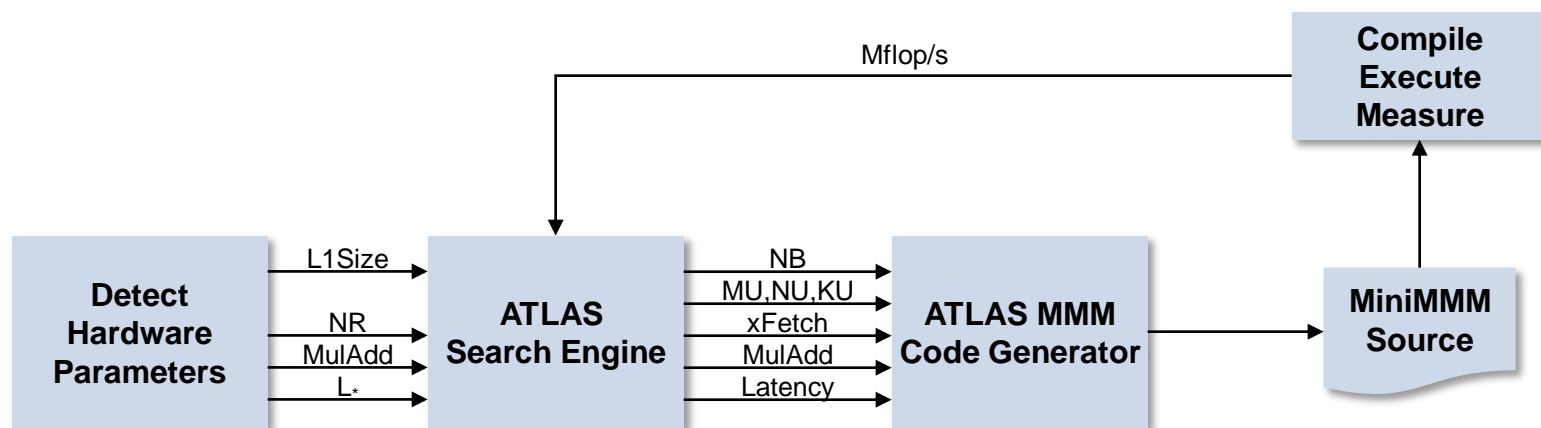 Mflop/s
Compile
Execute
Measure
Detect
Hardware
Parameters
L1Size
NR
MulAdd
L*
ATLAS
Search Engine
NB
MU,NU,KU
xFetch
MulAdd
Latency
ATLAS MMM
Code Generator
MiniMMM
Source